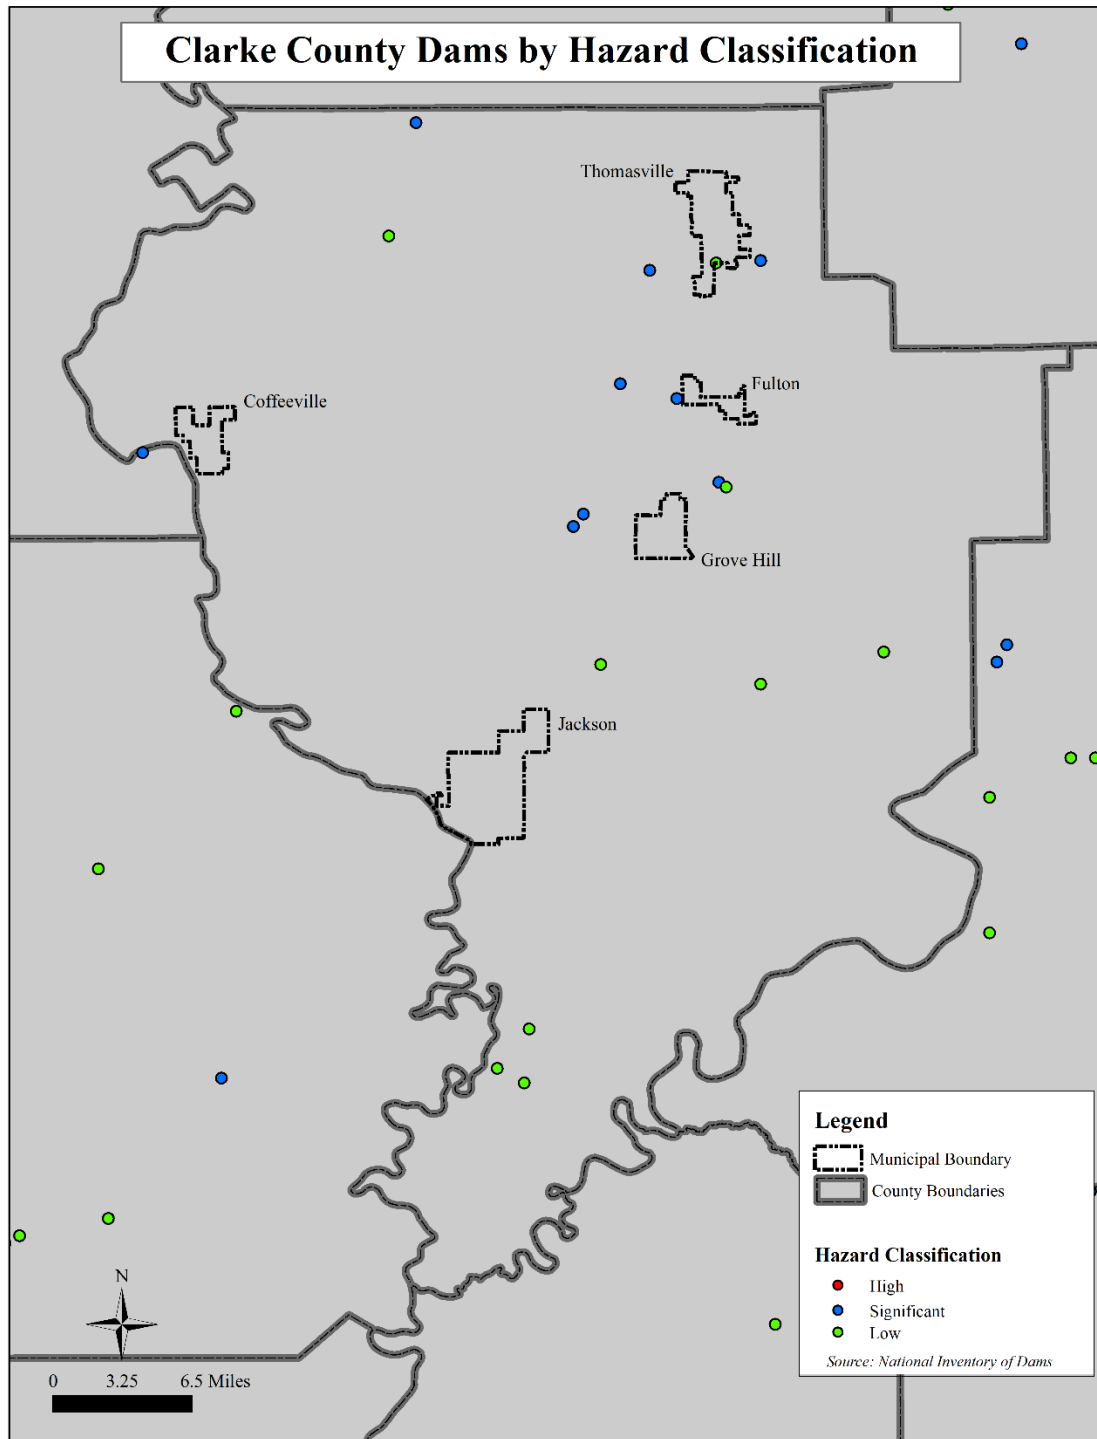 Clarke County Dams by Hazard Classification
Thomasville
Coffeeville
Fulton
Grove Hill
Jackson
Legend
Municipal Boundary
County Boundaries
Hazard Classification
High
Significant
Low
Source: National Inventory of Dams
N
0 3.25 6.5 Miles